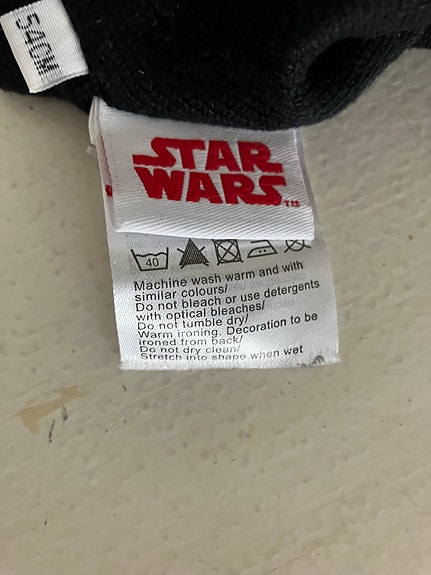 540M
STAR
WARS
TM
40
Machine wash warm and with
similar colours/
Do not bleach or use detergents
with optical bleaches/
Do not tumble dry/
Warm ironing. Decoration to be
ironed from back/
Do not dry clean/
Stretch into shape when wet